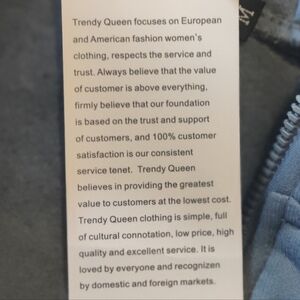 Trendy Queen focuses on European
and American fashion women's
clothing, respects the service and
trust. Always believe that the value
of customer is above everything,
firmly believe that our foundation
is based on the trust and support
of customers, and 100% customer
satisfaction is our consistent
service tenet. Trendy Queen
believes in providing the greatest
value to customers at the lowest cost.
Trendy Queen clothing is simple, full
of cultural connotation, low price, high
quality and excellent service. It is
loved by everyone and recognizen
by domestic and foreign markets.
M